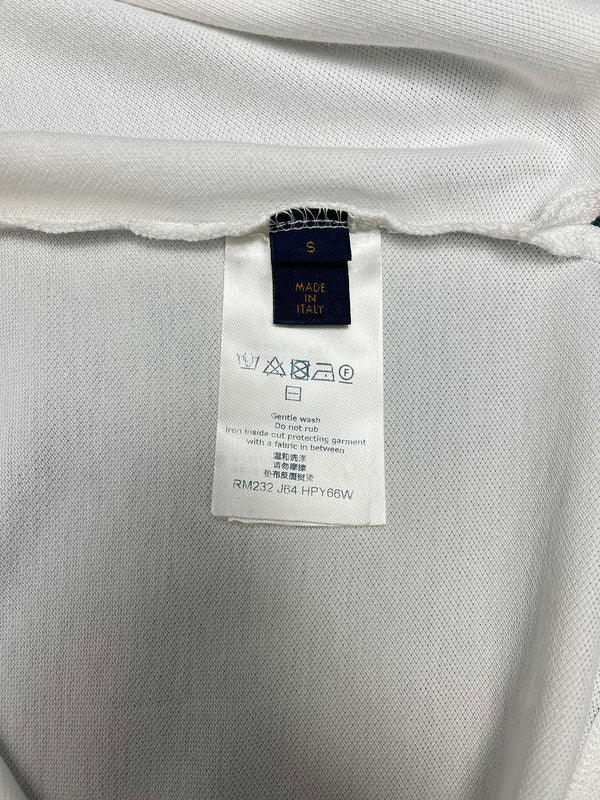 S
MADE
IN
ITALY
F
Gentle wash
Do not rub
Iron inside out protecting garment
with a fabric in between
温和洗涤
请勿摩擦
垫布反面熨烫
RM232 J64 HPY66W